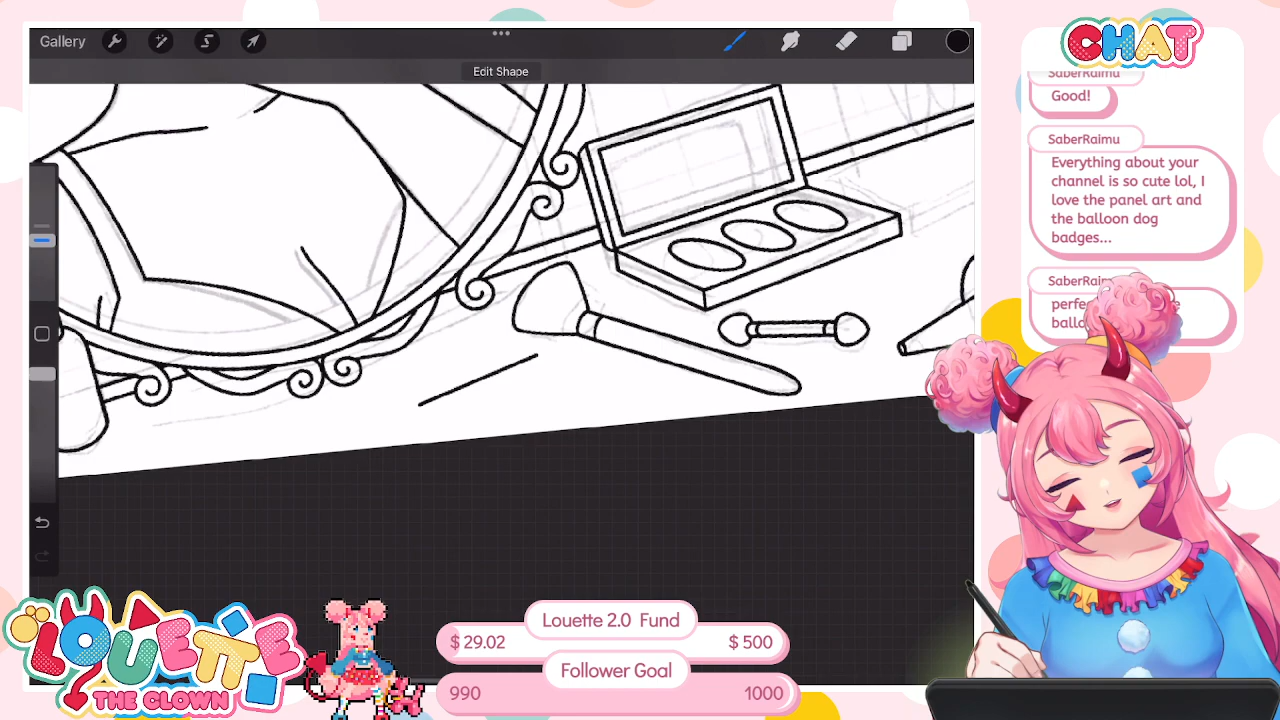 Gallery
Edit Shape
CHAT
SaberRaimu
Good!
SaberRaimu
Everything about your
channel is so cute lol, I
love the panel art and
the balloon dog
badges...
LOUETTE
THE CLOWN
Louette 2.0 Fund
$ 29.02
$ 500
Follower Goal
990
1000